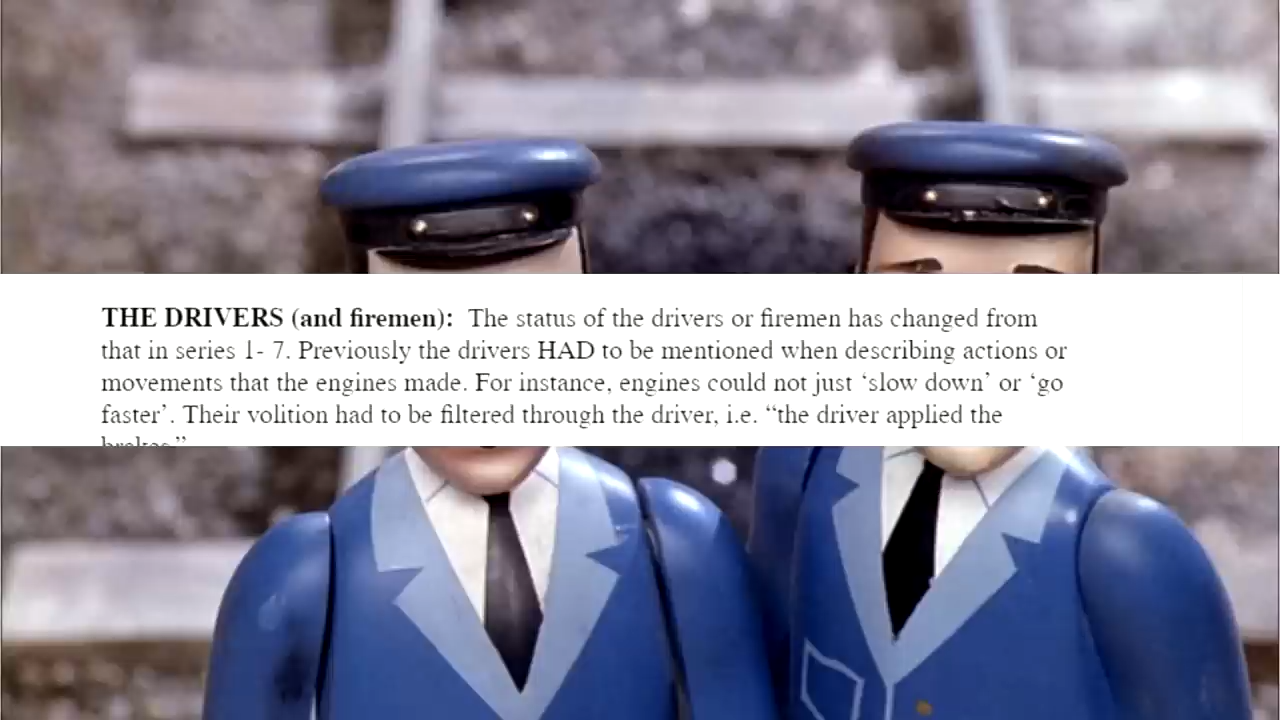 THE DRIVERS (and firemen): The status of the drivers or firemen has changed from
that in series 1- 7. Previously the drivers HAD to be mentioned when describing actions or
movements that the engines made. For instance, engines could not just ‘slow down’ or ‘go
faster’. Their volition had to be filtered through the driver, i.e. “the driver applied the
brakes”